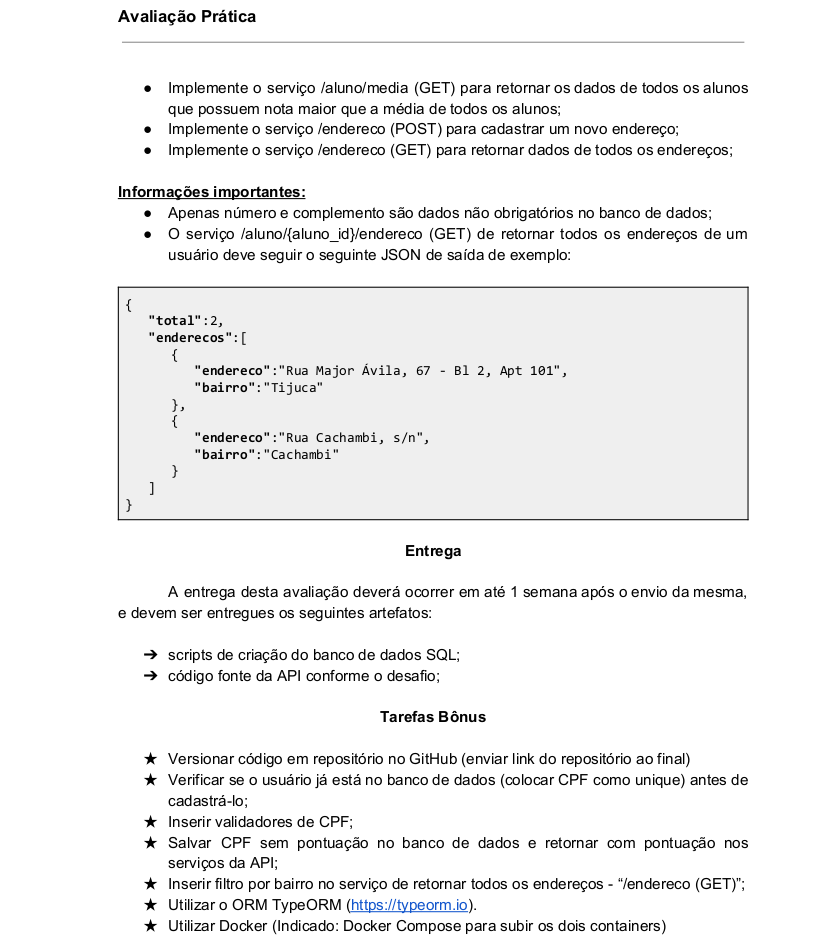 Avaliação Prática
● Implemente o serviço /aluno/media (GET) para retornar os dados de todos os alunos
que possuem nota maior que a média de todos os alunos;
● Implemente o serviço /endereco (POST) para cadastrar um novo endereço;
● Implemente o serviço /endereco (GET) para retornar dados de todos os endereços;
Informações importantes:
● Apenas número e complemento são dados não obrigatórios no banco de dados;
● O serviço /aluno/{aluno_id}/endereco (GET) de retornar todos os endereços de um
usuário deve seguir o seguinte JSON de saída de exemplo:
{
"total":2,
"enderecos":[
{
"endereco":"Rua Major Ávila, 67 - Bl 2, Apt 101",
"bairro":"Tijuca"
},
{
"endereco":"Rua Cachambi, s/n",
"bairro":"Cachambi"
}
]
}
Entrega
A entrega desta avaliação deverá ocorrer em até 1 semana após o envio da mesma,
e devem ser entregues os seguintes artefatos:
➔ scripts de criação do banco de dados SQL;
➔ código fonte da API conforme o desafio;
Tarefas Bônus
★ Versionar código em repositório no GitHub (enviar link do repositório ao final)
★ Verificar se o usuário já está no banco de dados (colocar CPF como unique) antes de
cadastrá-lo;
★ Inserir validadores de CPF;
★ Salvar CPF sem pontuação no banco de dados e retornar com pontuação nos
serviços da API;
★ Inserir filtro por bairro no serviço de retornar todos os endereços - “/endereco (GET)”;
★ Utilizar o ORM TypeORM (https://typeorm.io).
★ Utilizar Docker (Indicado: Docker Compose para subir os dois containers)